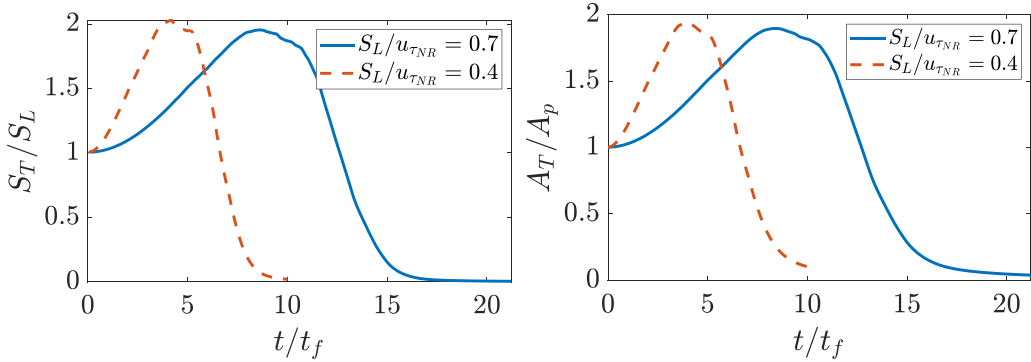 2
1.5
1
0.5
0
0 5 10 15 20
S_T/S_L
t/t_f
S_L/u_{τ_{NR}} = 0.7
S_L/u_{τ_{NR}} = 0.4
2
1.5
1
0.5
0
0 5 10 15 20
A_T/A_p
t/t_f
S_L/u_{τ_{NR}} = 0.7
S_L/u_{τ_{NR}} = 0.4